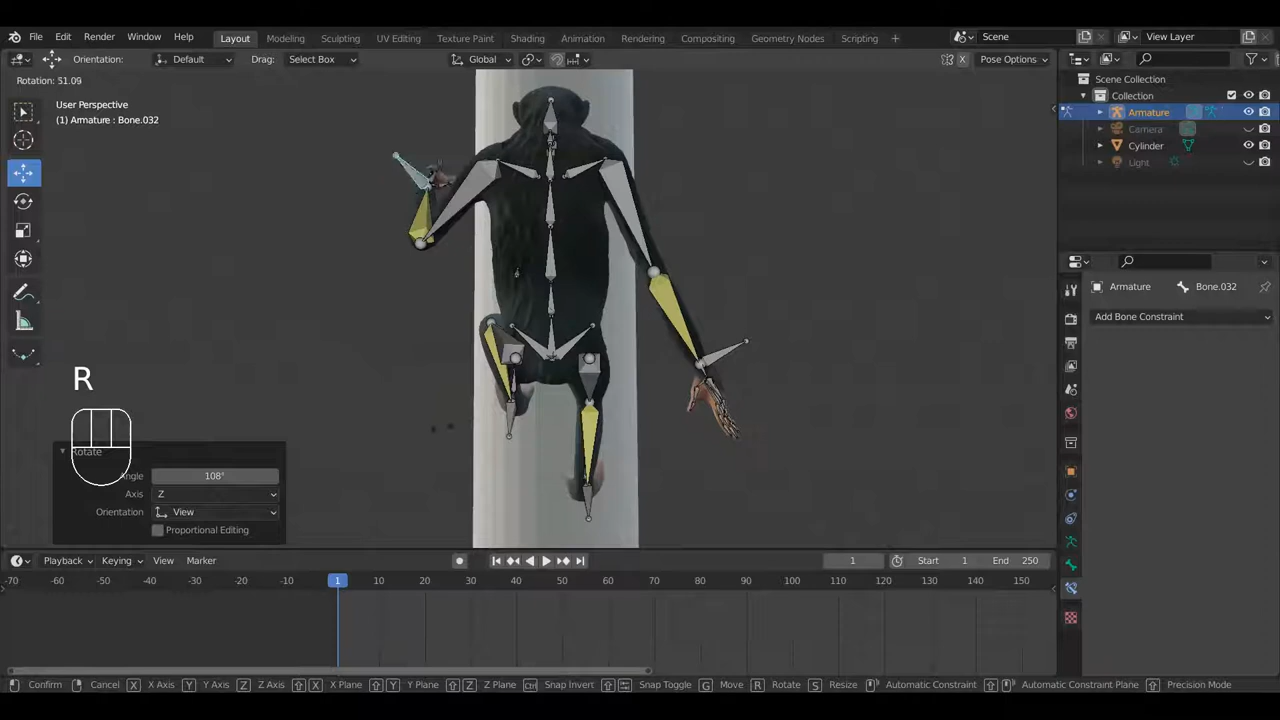 File Edit Render Window Help Layout Modeling Sculpting UV Editing Texture Paint Shading Animation Rendering Compositing Geometry Nodes Scripting + Scene View Layer
Orientation: Default Drag: Select Box Global X Pose Options
Rotation: 51.09
User Perspective
(1) Armature : Bone.032
Scene Collection
Collection
Armature
Camera
Cylinder
Light
Armature Bone.032
Add Bone Constraint
R
Rotate
Angle 108°
Axis Z
Orientation View
Proportional Editing
Playback Keying View Marker 1 Start 1 End 250
-70 -60 -50 -40 -30 -20 -10 1 10 20 30 40 50 60 70 80 90 100 110 120 130 140 150
Confirm Cancel X X Axis Y Y Axis Z Z Axis X X Plane Y Y Plane Z Z Plane Ctrl Snap Invert Snap Toggle G Move R Rotate S Resize Automatic Constraint Automatic Constraint Plane Precision Mode